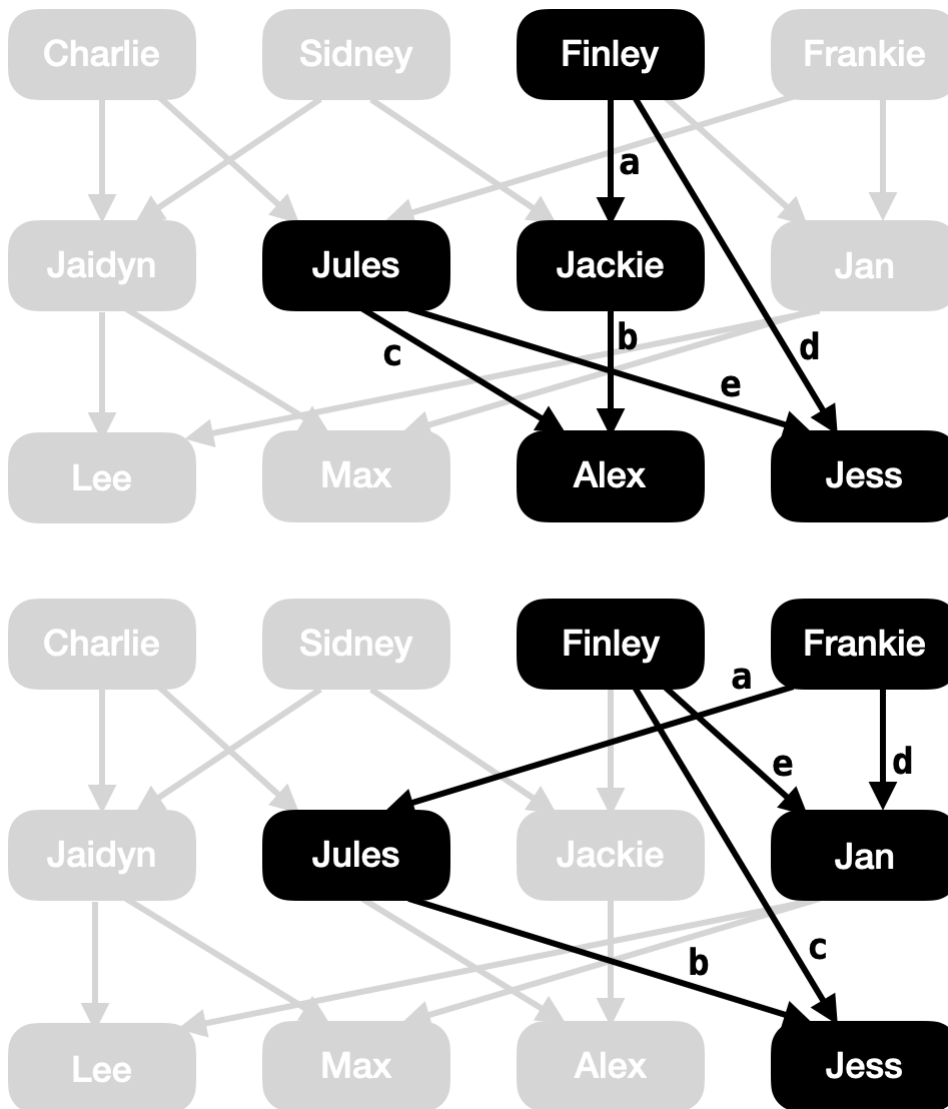 Charlie Sidney Finley Frankie
a
Jaidyn Jules Jackie Jan
c b d
e
Lee Max Alex Jess
Charlie Sidney Finley Frankie
a
e d
Jaidyn Jules Jackie Jan
b c
Lee Max Alex Jess